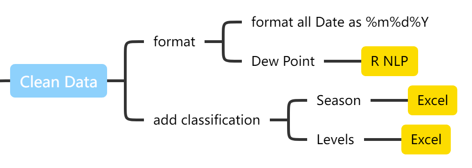 Clean Data
format
format all Date as %m%d%Y
Dew Point
R NLP
add classification
Season
Excel
Levels
Excel